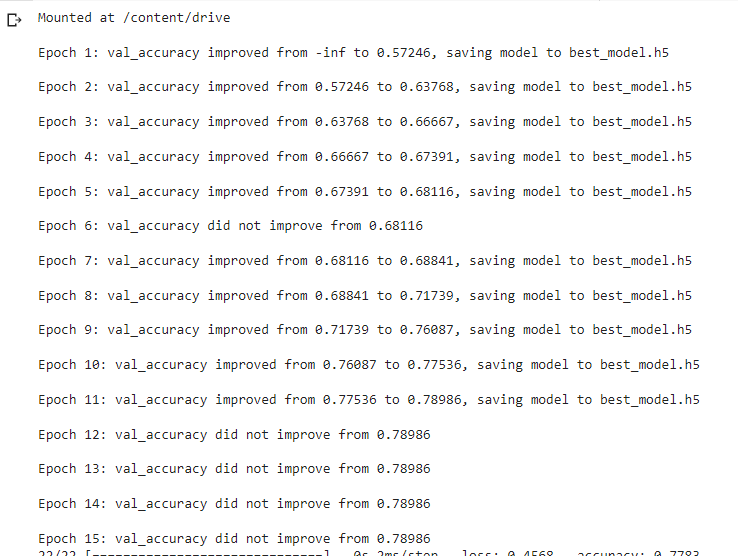 Mounted at /content/drive
Epoch 1: val_accuracy improved from -inf to 0.57246, saving model to best_model.h5
Epoch 2: val_accuracy improved from 0.57246 to 0.63768, saving model to best_model.h5
Epoch 3: val_accuracy improved from 0.63768 to 0.66667, saving model to best_model.h5
Epoch 4: val_accuracy improved from 0.66667 to 0.67391, saving model to best_model.h5
Epoch 5: val_accuracy improved from 0.67391 to 0.68116, saving model to best_model.h5
Epoch 6: val_accuracy did not improve from 0.68116
Epoch 7: val_accuracy improved from 0.68116 to 0.68841, saving model to best_model.h5
Epoch 8: val_accuracy improved from 0.68841 to 0.71739, saving model to best_model.h5
Epoch 9: val_accuracy improved from 0.71739 to 0.76087, saving model to best_model.h5
Epoch 10: val_accuracy improved from 0.76087 to 0.77536, saving model to best_model.h5
Epoch 11: val_accuracy improved from 0.77536 to 0.78986, saving model to best_model.h5
Epoch 12: val_accuracy did not improve from 0.78986
Epoch 13: val_accuracy did not improve from 0.78986
Epoch 14: val_accuracy did not improve from 0.78986
Epoch 15: val_accuracy did not improve from 0.78986
0s 2ms/step loss: 0.4568 accuracy: 0.7783